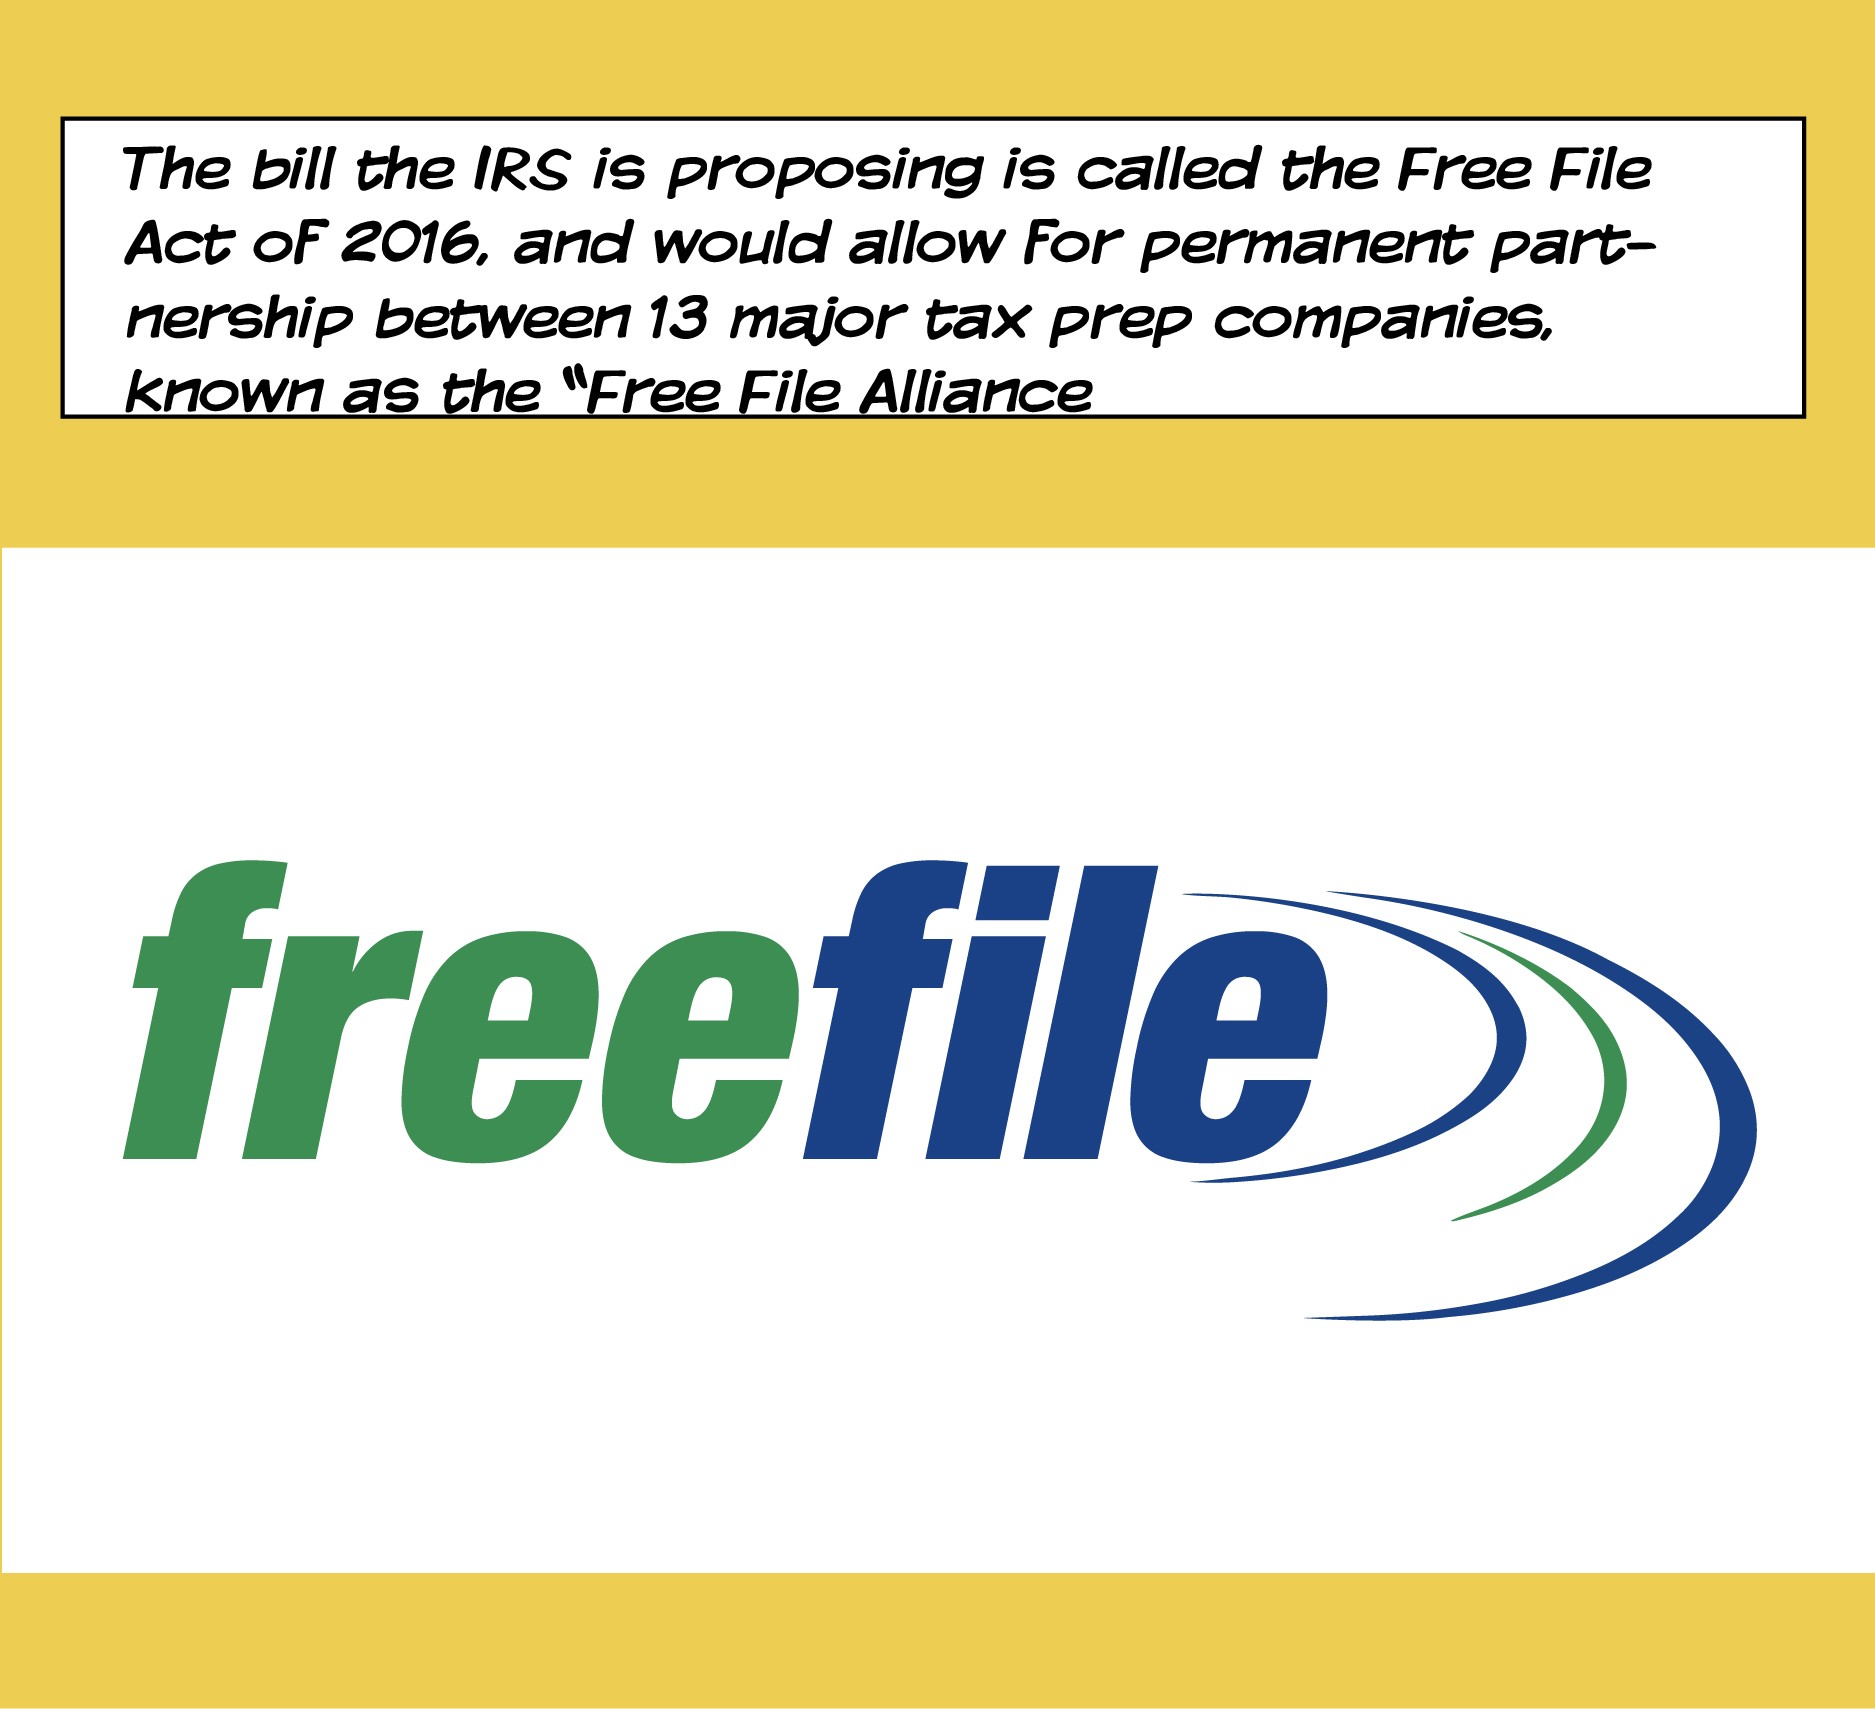 The bill the IRS is proposing is called the Free File
Act of 2016, and would allow for permanent part-
nership between 13 major tax prep companies,
known as the “Free File Alliance
freefile